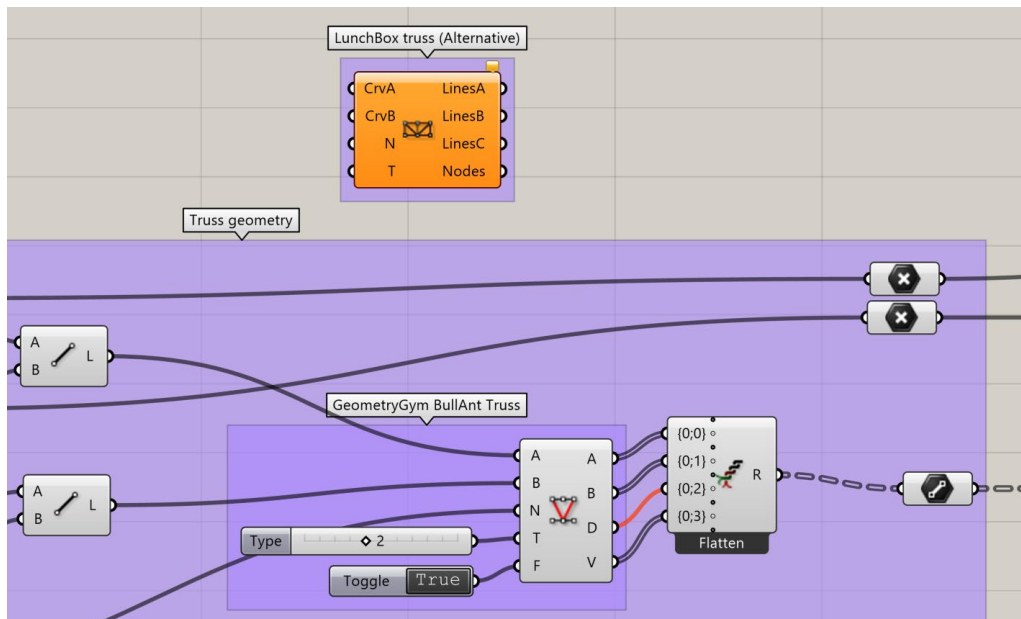 LunchBox truss (Alternative)
CrvA LinesA
CrvB LinesB
N LinesC
T Nodes
Truss geometry
A
B
L
GeometryGym BullAnt Truss
A
B
L
A A
B B
N D
T V
F
{0;0}
{0;1}
{0;2}
{0;3}
R
Flatten
Type 2
Toggle True